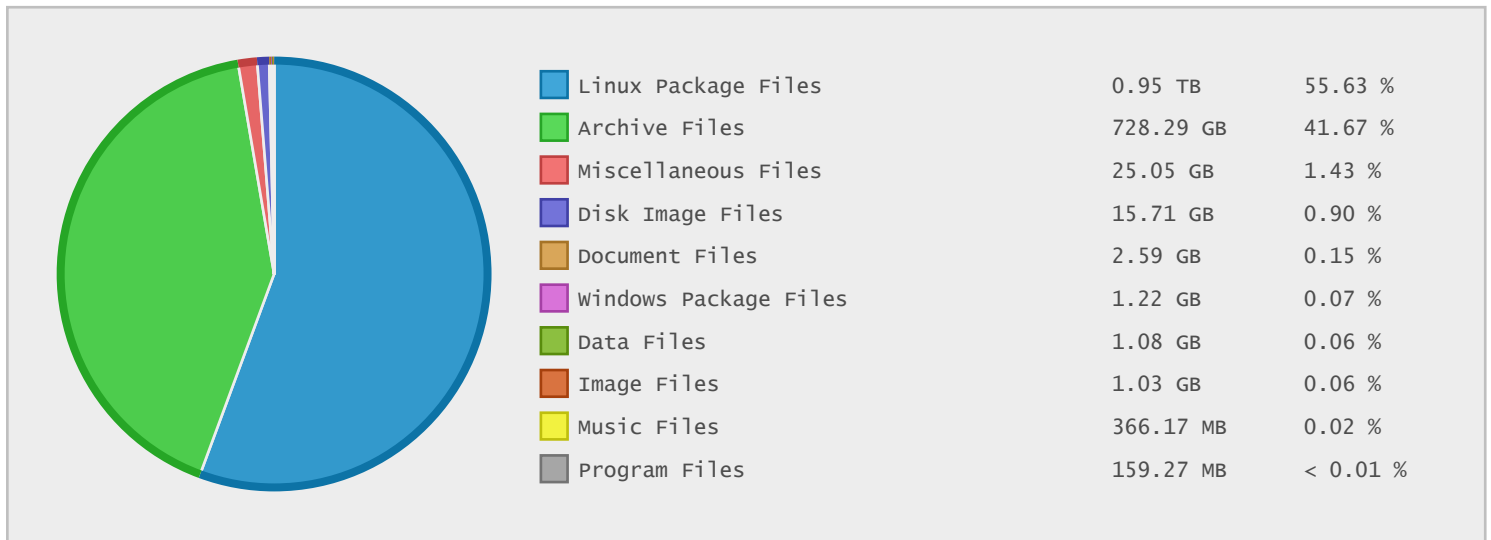 Linux Package Files 0.95 TB 55.63 %
Archive Files 728.29 GB 41.67 %
Miscellaneous Files 25.05 GB 1.43 %
Disk Image Files 15.71 GB 0.90 %
Document Files 2.59 GB 0.15 %
Windows Package Files 1.22 GB 0.07 %
Data Files 1.08 GB 0.06 %
Image Files 1.03 GB 0.06 %
Music Files 366.17 MB 0.02 %
Program Files 159.27 MB < 0.01 %